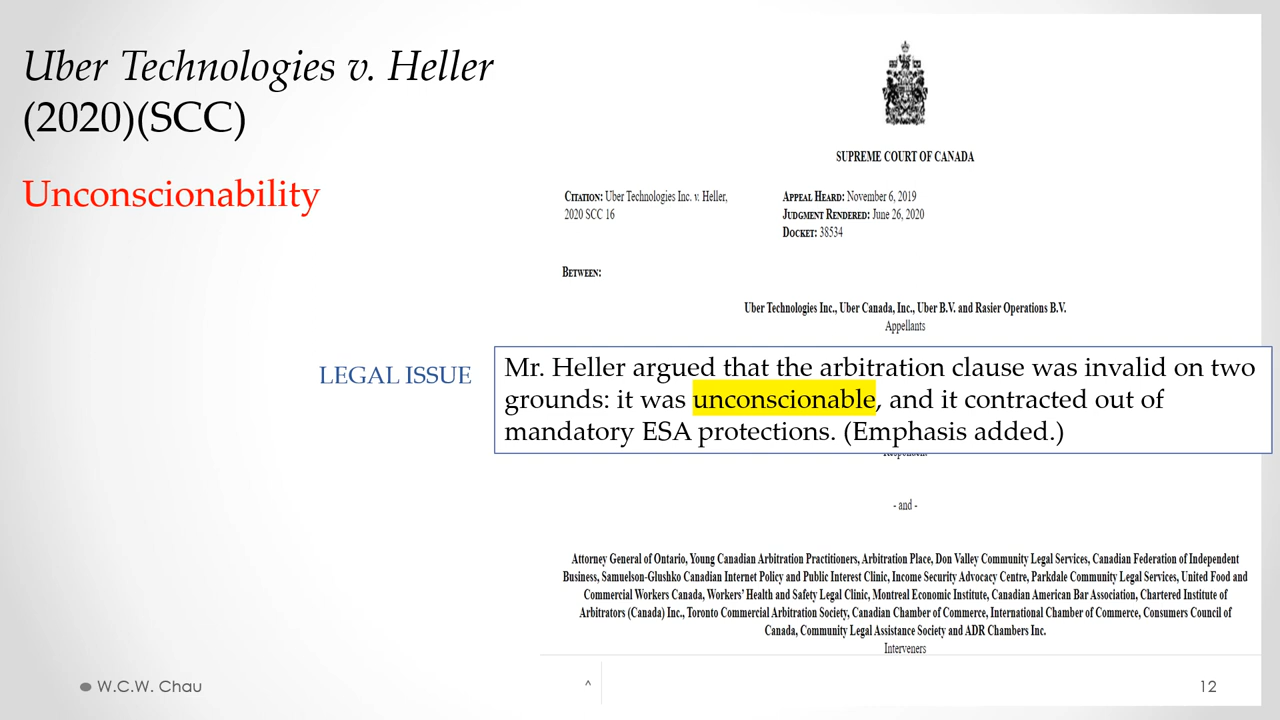 Uber Technologies v. Heller
(2020)(SCC)
Unconscionability
SUPREME COURT OF CANADA
CITATION: Uber Technologies Inc. v. Heller,
2020 SCC 16
APPEAL HEARD: November 6, 2019
JUDGMENT RENDERED: June 26, 2020
DOCKET: 38534
BETWEEN:
Uber Technologies Inc., Uber Canada, Inc., Uber B.V. and Rasier Operations B.V.
Appellants
LEGAL ISSUE
Mr. Heller argued that the arbitration clause was invalid on two
grounds: it was unconscionable, and it contracted out of
mandatory ESA protections. (Emphasis added.)
- and -
Attorney General of Ontario, Young Canadian Arbitration Practitioners, Arbitration Place, Don Valley Community Legal Services, Canadian Federation of Independent
Business, Samuelson-Glushko Canadian Internet Policy and Public Interest Clinic, Income Security Advocacy Centre, Parkdale Community Legal Services, United Food and
Commercial Workers Canada, Workers' Health and Safety Legal Clinic, Montreal Economic Institute, Canadian American Bar Association, Chartered Institute of
Arbitrators (Canada) Inc., Toronto Commercial Arbitration Society, Canadian Chamber of Commerce, International Chamber of Commerce, Consumers Council of
Canada, Community Legal Assistance Society and ADR Chambers Inc.
Interveners
W.C.W. Chau
^
12